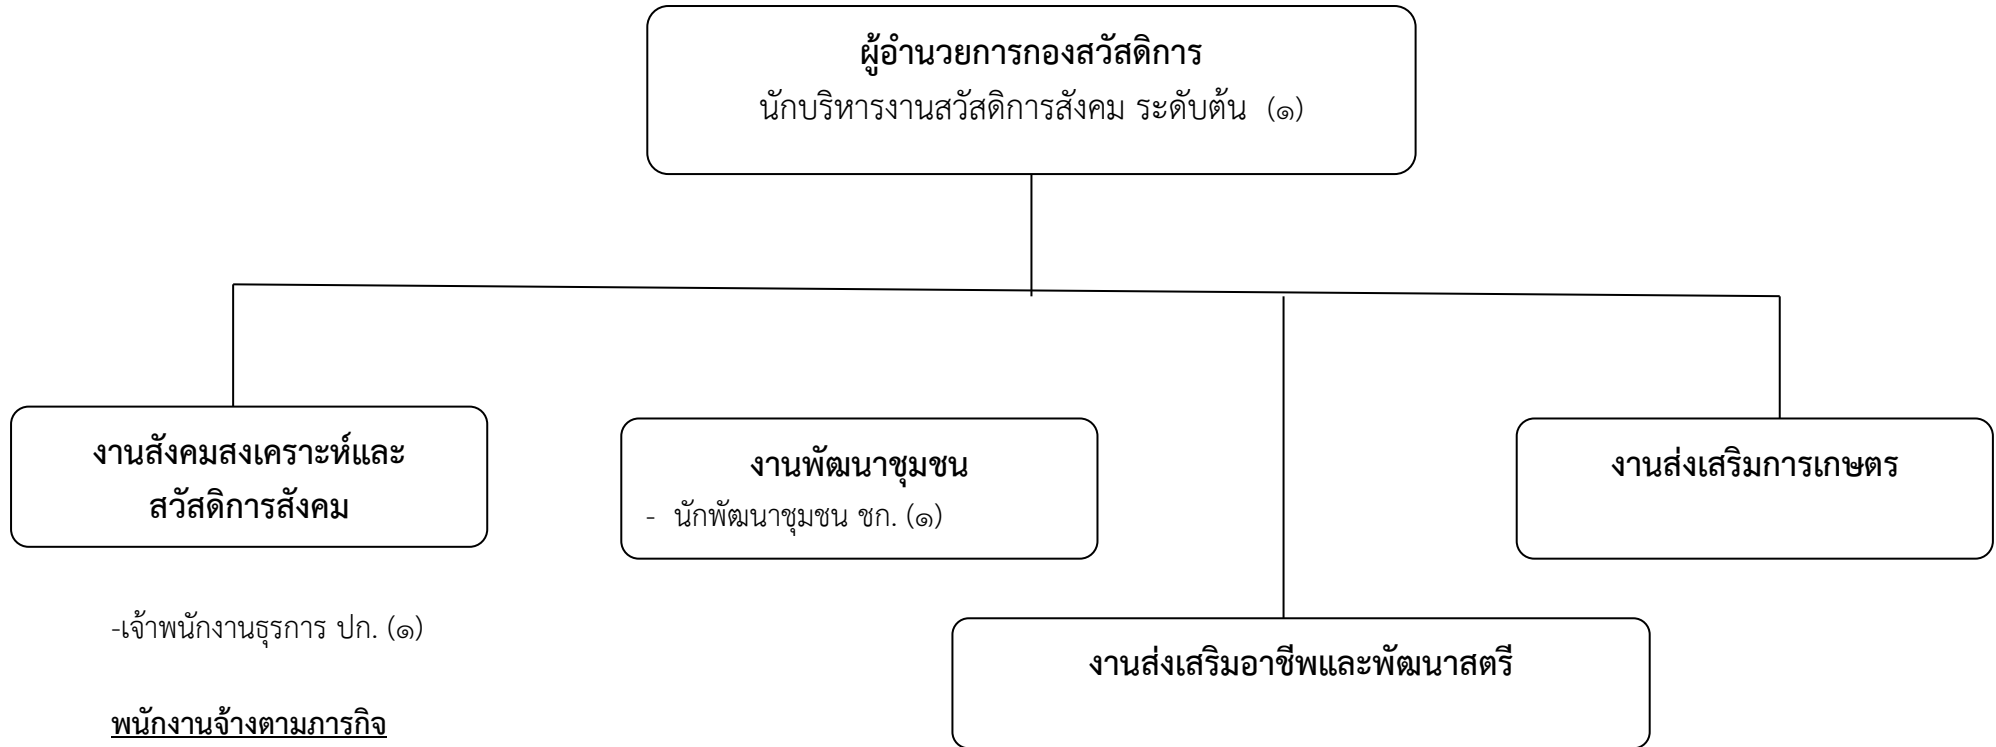 ผู้อำนวยการกองสวัสดิการ
นักบริหารงานสวัสดิการสังคม ระดับต้น (๑)
งานสังคมสงเคราะห์และ
สวัสดิการสังคม
งานพัฒนาชุมชน
- นักพัฒนาชุมชน ชก. (๑)
งานส่งเสริมการเกษตร
-เจ้าพนักงานธุรการ ปก. (๑)
งานส่งเสริมอาชีพและพัฒนาสตรี
พนักงานจ้างตามภารกิจ